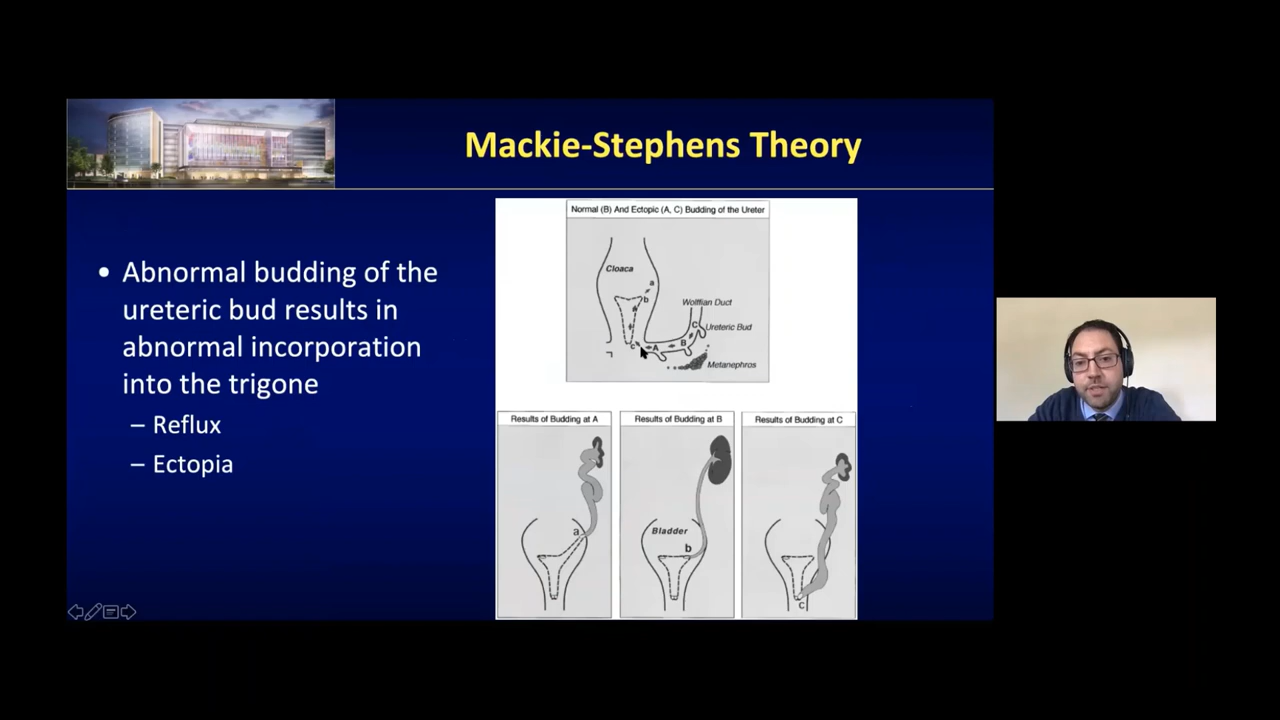 Mackie-Stephens Theory
• Abnormal budding of the
ureteric bud results in
abnormal incorporation
into the trigone
– Reflux
– Ectopia
Normal (B) And Ectopic (A, C) Budding of the Ureter
Cloaca
a
b
Wolffian Duct
C
Ureteric Bud
c
A
B
Metanephros
Results of Budding at A
a
Results of Budding at B
Bladder
b
Results of Budding at C
C